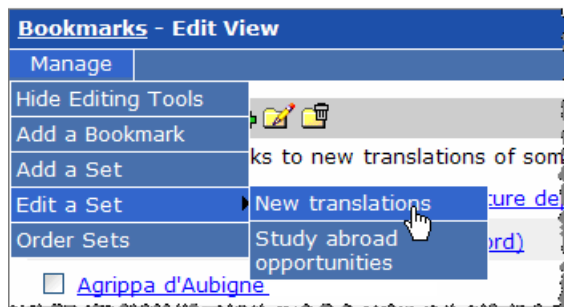 Bookmarks - Edit View
Manage
Hide Editing Tools
Add a Bookmark
Add a Set
ks to new translations of som
Edit a Set
New translations
ture de
Order Sets
Study abroad
opportunities
ord)
Agrippa d'Aubigne